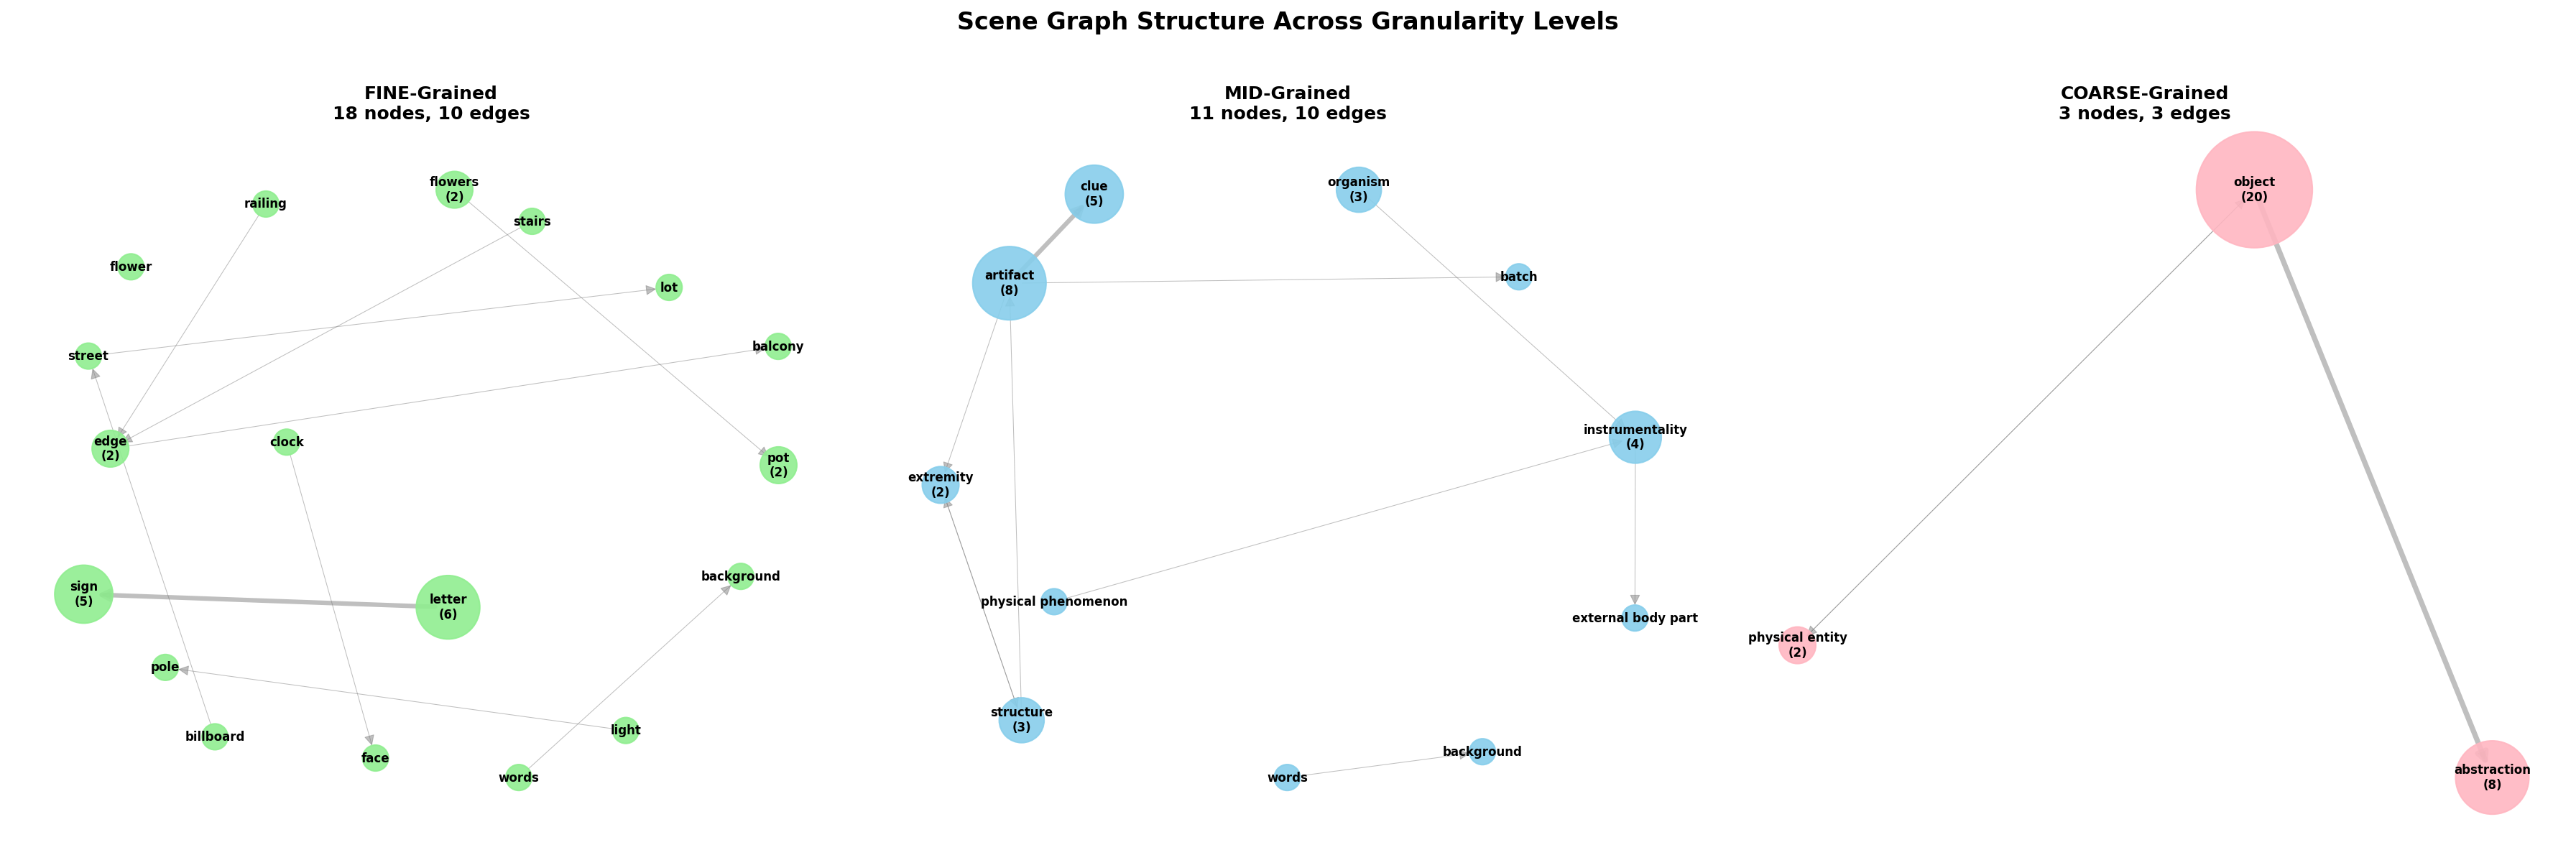 Scene Graph Structure Across Granularity Levels
FINE-Grained
18 nodes, 10 edges
flowers
(2)
railing
stairs
flower
lot
street
balcony
edge
(2)
clock
pot
(2)
background
sign
(5)
letter
(6)
pole
billboard
light
face
words
MID-Grained
11 nodes, 10 edges
clue
(5)
organism
(3)
artifact
(8)
batch
instrumentality
(4)
extremity
(2)
physical phenomenon
external body part
structure
(3)
background
words
COARSE-Grained
3 nodes, 3 edges
object
(20)
physical entity
(2)
abstraction
(8)